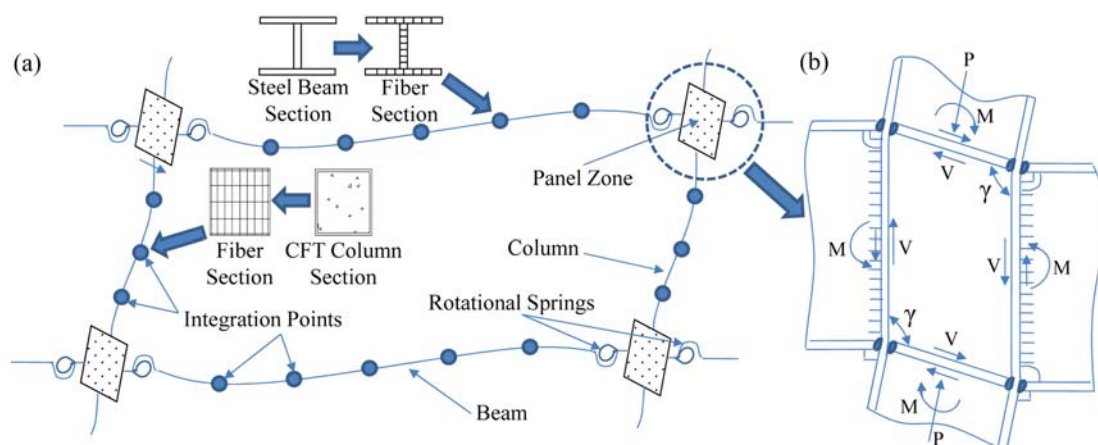 (a)
Steel Beam
Section
Fiber
Section
Panel Zone
Fiber
Section
CFT Column
Section
Column
Integration Points
Rotational Springs
Beam
(b)
P
M
V
γ
M
V
V
M
γ
V
M
P